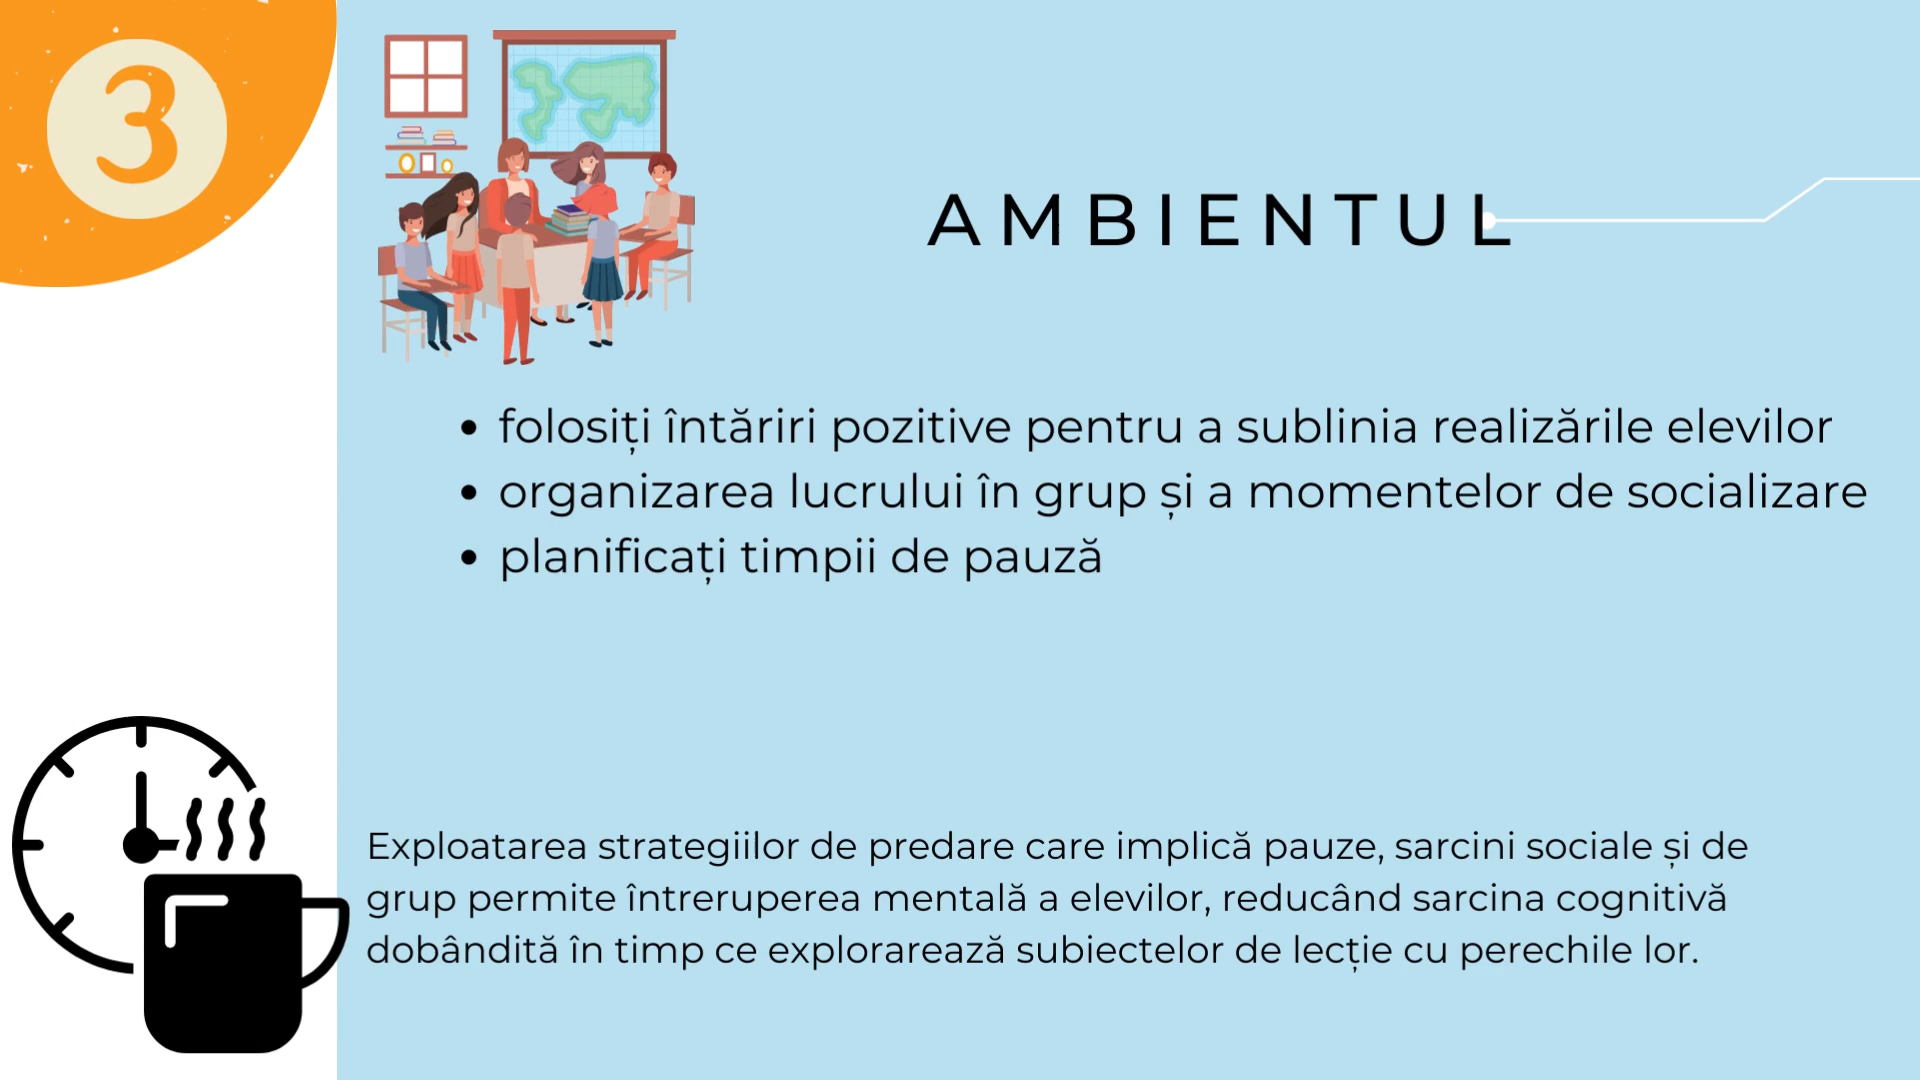 3
AMBIENTUL
• folosiți întăriri pozitive pentru a sublinia realizările elevilor
• organizarea lucrului în grup și a momentelor de socializare
• planificați timpii de pauză
Exploatarea strategiilor de predare care implică pauze, sarcini sociale și de
grup permite întreruperea mentală a elevilor, reducând sarcina cognitivă
dobândită în timp ce explorarează subiectelor de lecție cu perechile lor.